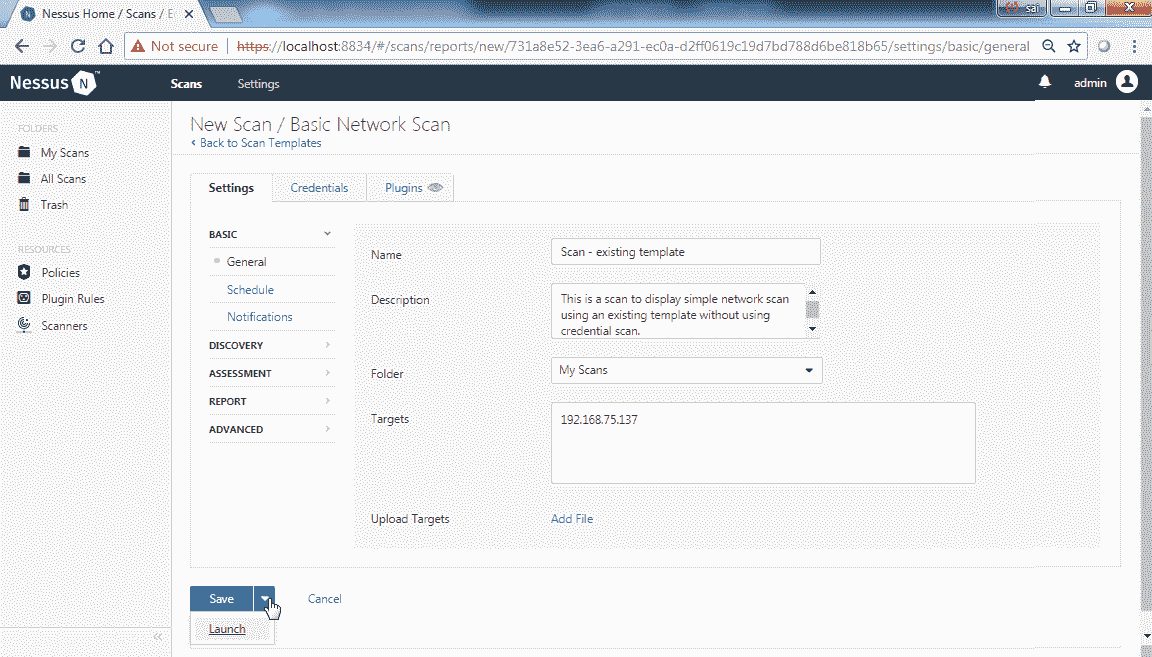 Nessus Home / Scans / E
sai
Not secure | https://localhost:8834/#/scans/reports/new/731a8e52-3ea6-a291-ec0a-d2ff0619c19d7bd788d6be818b65/settings/basic/general
Nessus N™
Scans
Settings
admin
FOLDERS
My Scans
All Scans
Trash
RESOURCES
Policies
Plugin Rules
Scanners
New Scan / Basic Network Scan
‹ Back to Scan Templates
Settings
Credentials
Plugins
BASIC
General
Schedule
Notifications
DISCOVERY
ASSESSMENT
REPORT
ADVANCED
Name
Scan - existing template
Description
This is a scan to display simple network scan
using an existing template without using
credential scan.
Folder
My Scans
Targets
192.168.75.137
Upload Targets
Add File
Save
Cancel
Launch